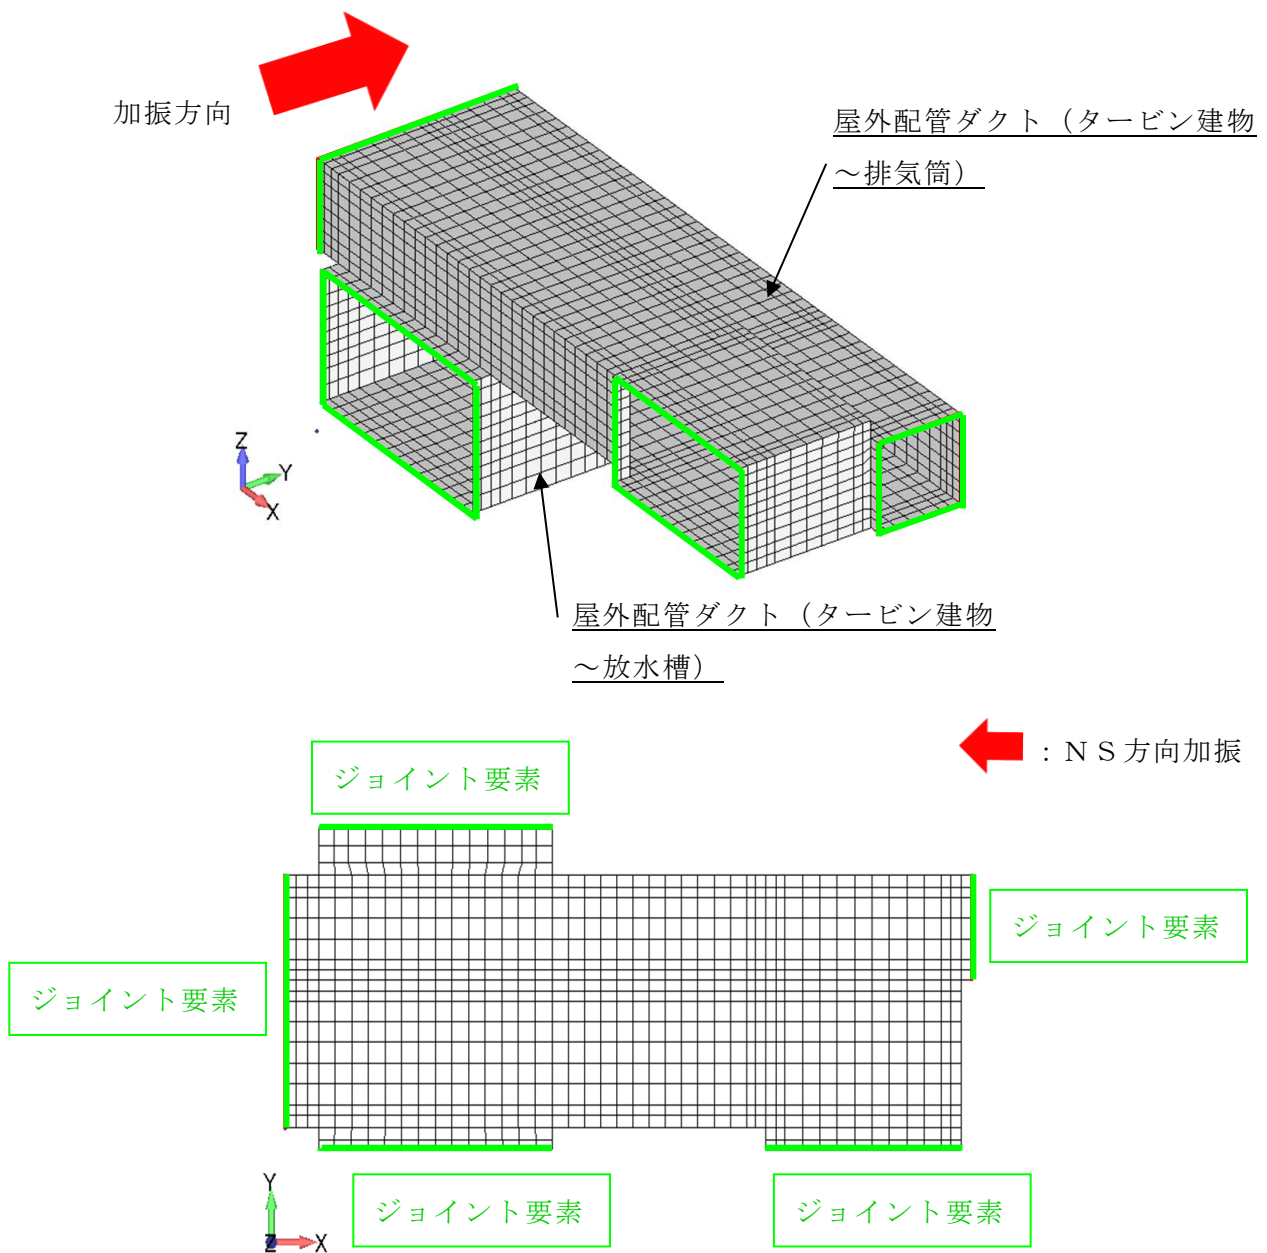 加振方向
屋外配管ダクト（タービン建物
～排気筒）
Z
Y
X
屋外配管ダクト（タービン建物
～放水槽）
：ＮＳ方向加振
ジョイント要素
ジョイント要素
ジョイント要素
ジョイント要素
ジョイント要素
Y
Z
X